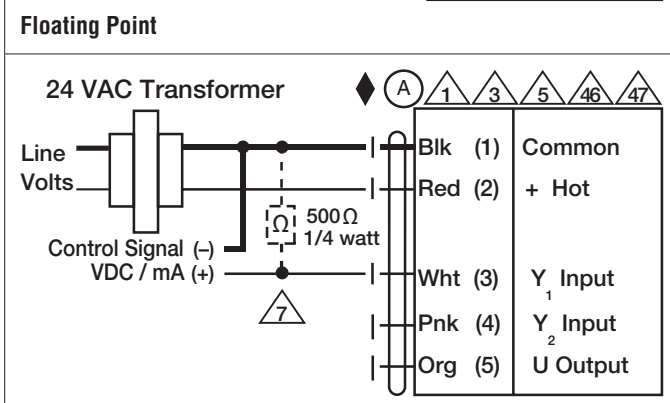 Floating Point
24 VAC Transformer
A 1 3 5 46 47
Line
Volts
Blk (1) Common
Red (2) + Hot
Ω 500Ω
1/4 watt
Control Signal (–)
VDC / mA (+)
7
Wht (3) Y1 Input
Pnk (4) Y2 Input
Org (5) U Output